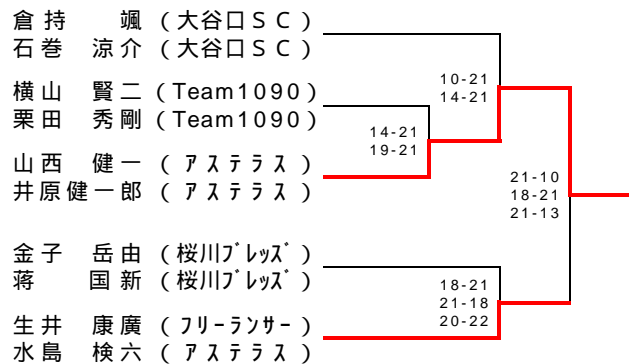 倉持 颯（大谷口ＳＣ）
石巻 涼介（大谷口ＳＣ）
10-21
14-21
横山 賢二（Team1090）
栗田 秀剛（Team1090）
14-21
19-21
山西 健一（ｱｽﾃﾗｽ）
井原健一郎（ｱｽﾃﾗｽ）
21-10
18-21
21-13
金子 岳由（桜川ﾌﾞﾚｯｽﾞ）
蒋 国新（桜川ﾌﾞﾚｯｽﾞ）
18-21
21-18
20-22
生井 康廣（ﾌﾘｰﾗﾝｻｰ）
水島 検六（ｱｽﾃﾗｽ）